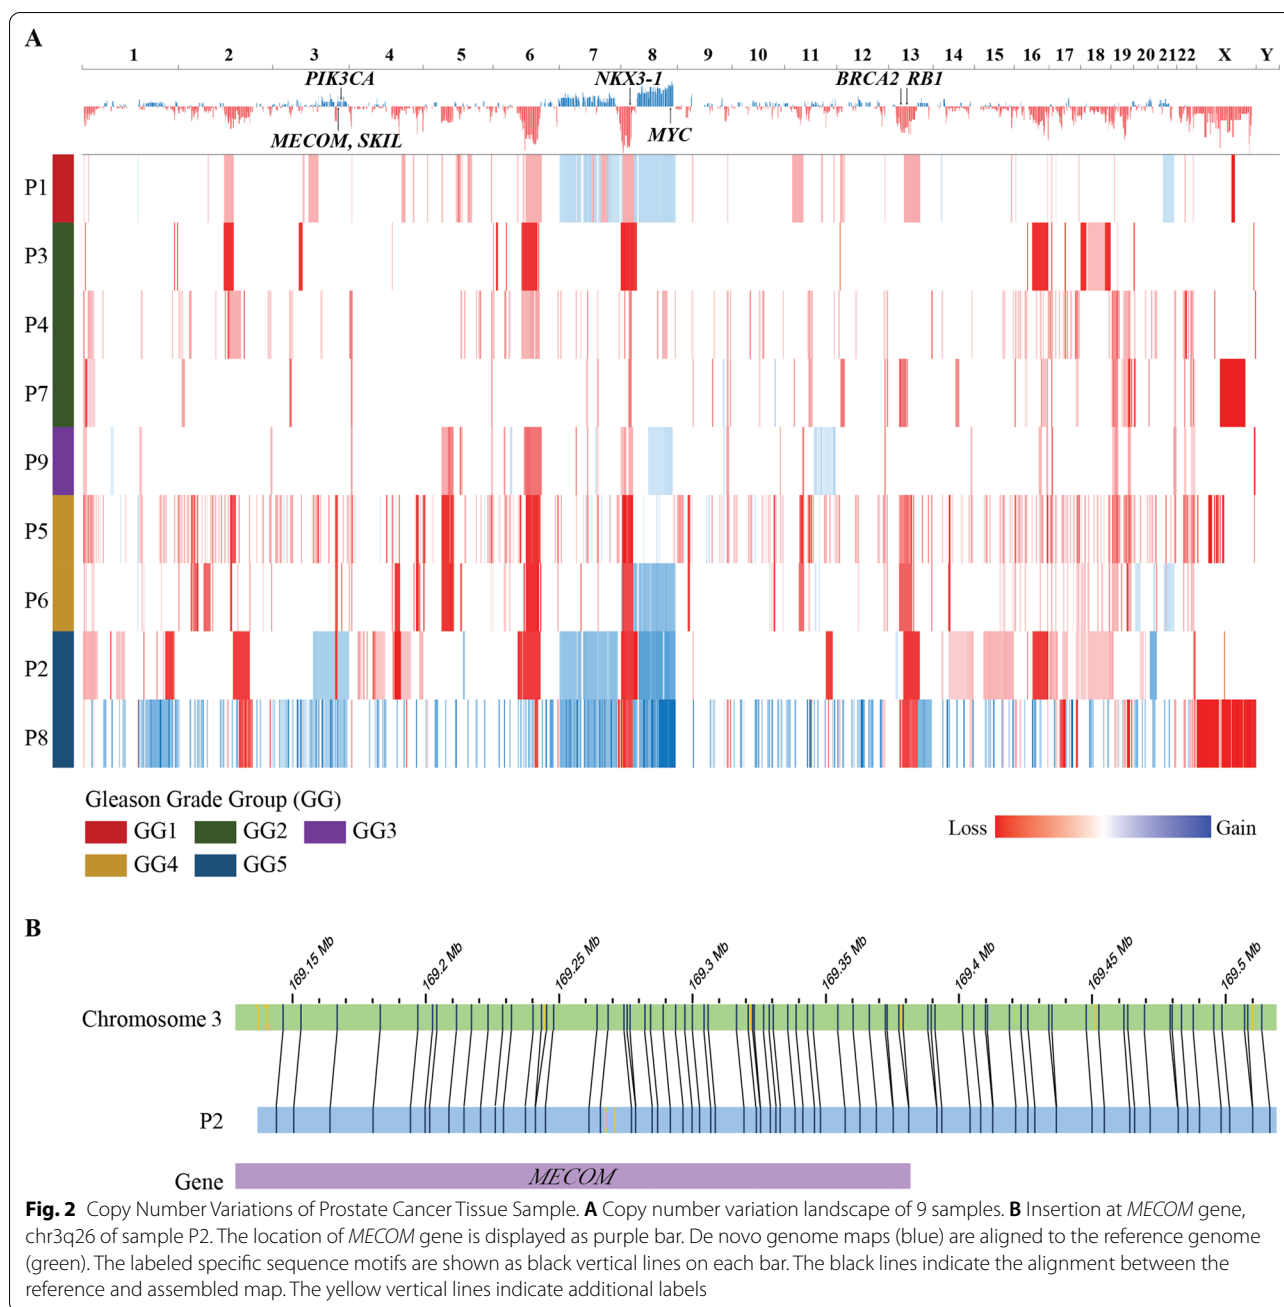 A
1 2 3 4 5 6 7 8 9 10 11 12 13 14 15 16 17 18 19 20 21 22 X Y
PIK3CA NKX3-1 BRCA2 RB1
MECOM, SKIL MYC
P1
P3
P4
P7
P9
P5
P6
P2
P8
Gleason Grade Group (GG)
GG1 GG2 GG3
GG4 GG5
Loss Gain
B
169.15 Mb 169.2 Mb 169.25 Mb 169.3 Mb 169.35 Mb 169.4 Mb 169.45 Mb 169.5 Mb
Chromosome 3
P2
Gene MECOM
Fig. 2 Copy Number Variations of Prostate Cancer Tissue Sample. A Copy number variation landscape of 9 samples. B Insertion at MECOM gene,
chr3q26 of sample P2. The location of MECOM gene is displayed as purple bar. De novo genome maps (blue) are aligned to the reference genome
(green). The labeled specific sequence motifs are shown as black vertical lines on each bar. The black lines indicate the alignment between the
reference and assembled map. The yellow vertical lines indicate additional labels